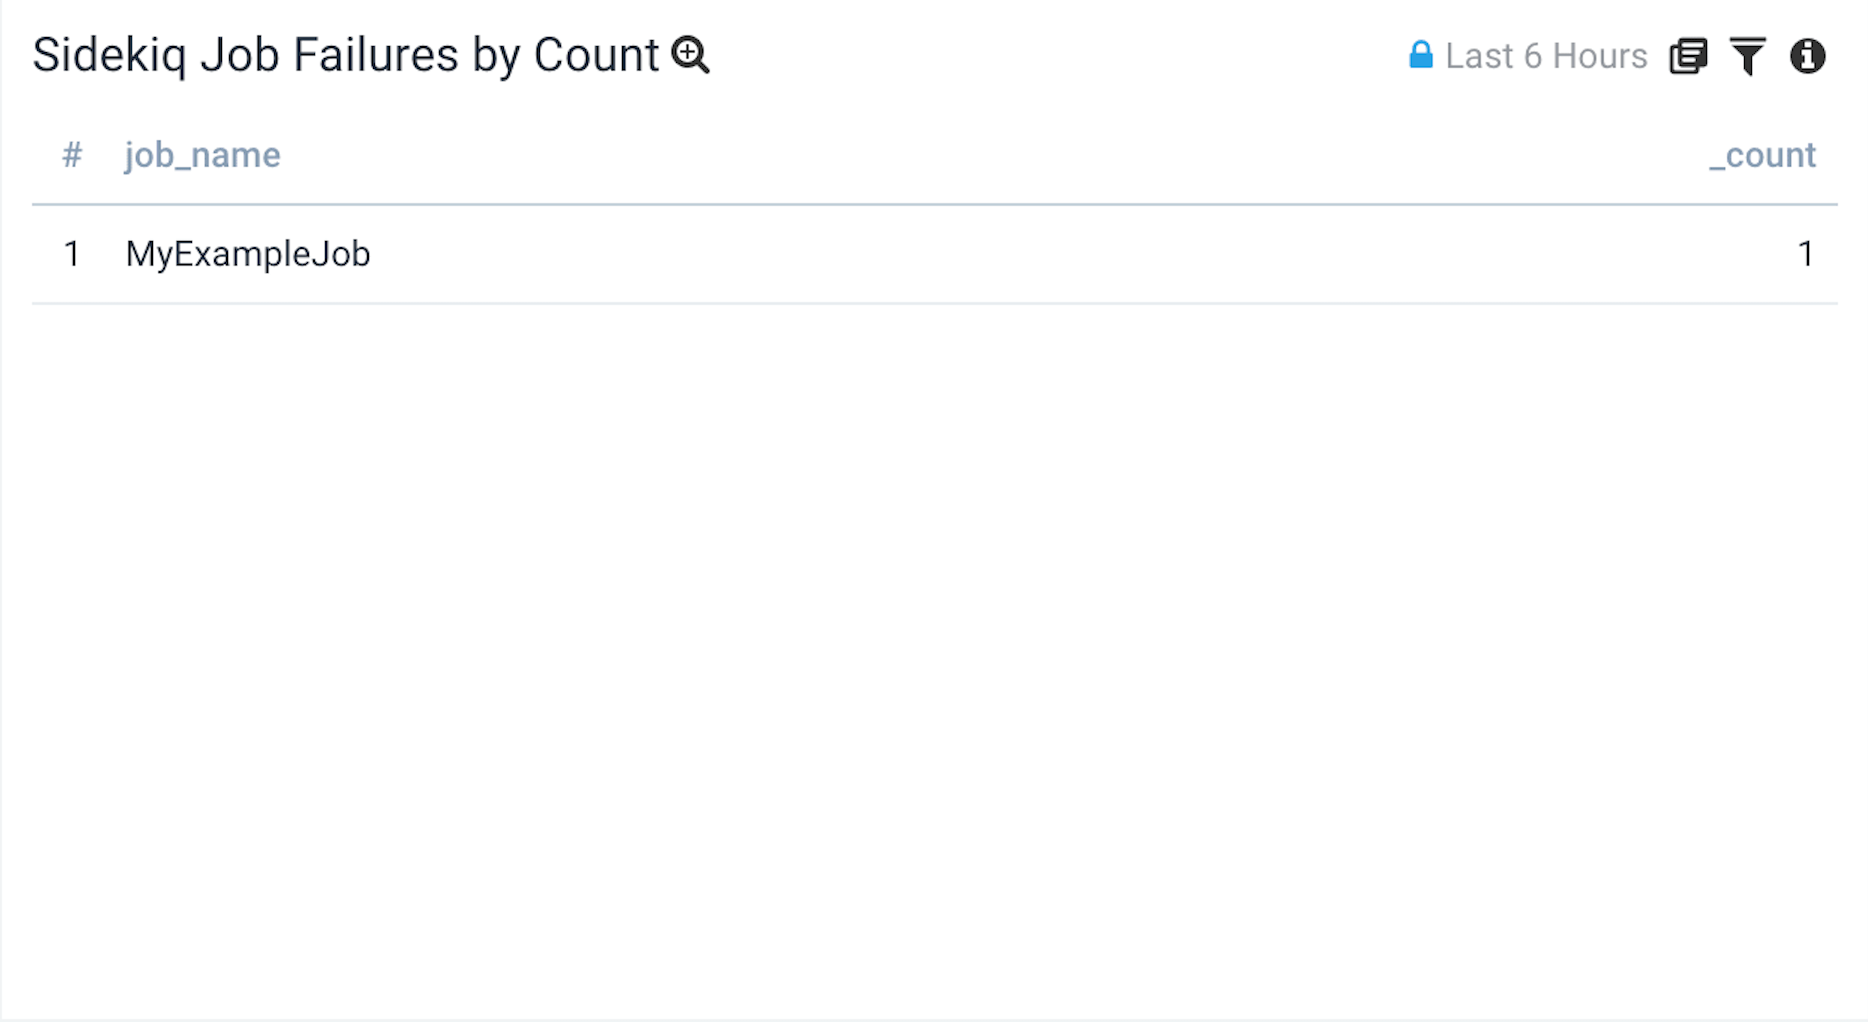 Sidekiq Job Failures by Count
Last 6 Hours
# job_name _count
1 MyExampleJob 1